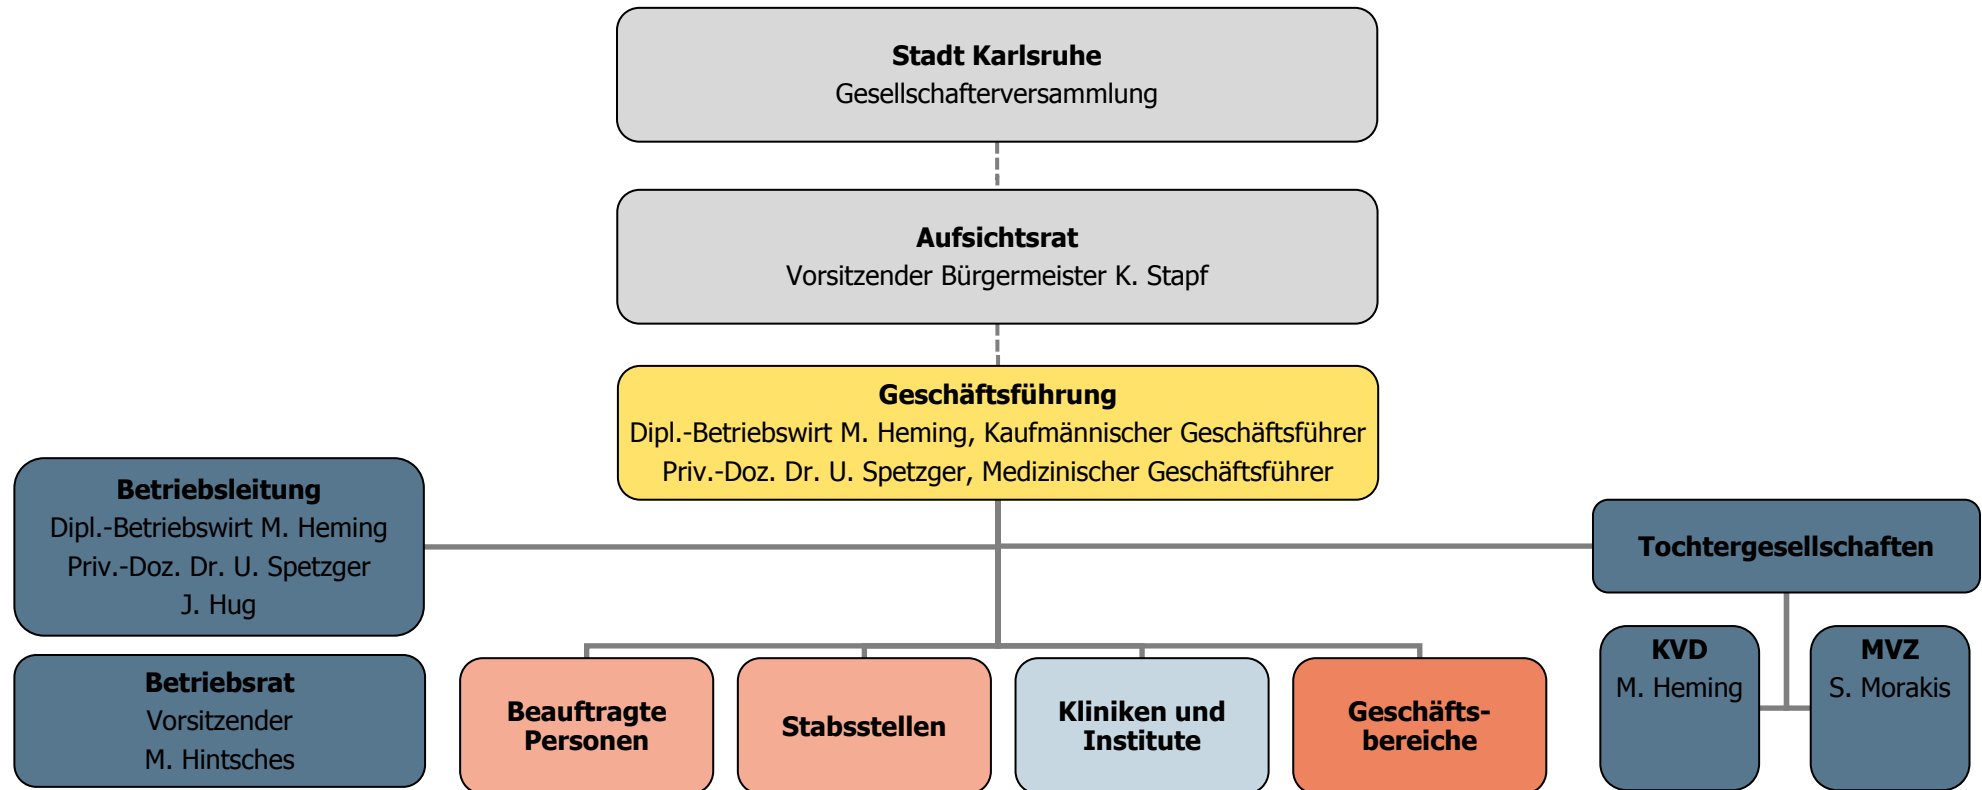 Stadt Karlsruhe
Gesellschafterversammlung
Aufsichtsrat
Vorsitzender Bürgermeister K. Stapf
Geschäftsführung
Dipl.-Betriebswirt M. Heming, Kaufmännischer Geschäftsführer
Priv.-Doz. Dr. U. Spetzger, Medizinischer Geschäftsführer
Betriebsleitung
Dipl.-Betriebswirt M. Heming
Priv.-Doz. Dr. U. Spetzger
J. Hug
Tochtergesellschaften
Betriebsrat
Vorsitzender
M. Hintsches
Beauftragte
Personen
Stabsstellen
Kliniken und
Institute
Geschäfts-
bereiche
KVD
M. Heming
MVZ
S. Morakis